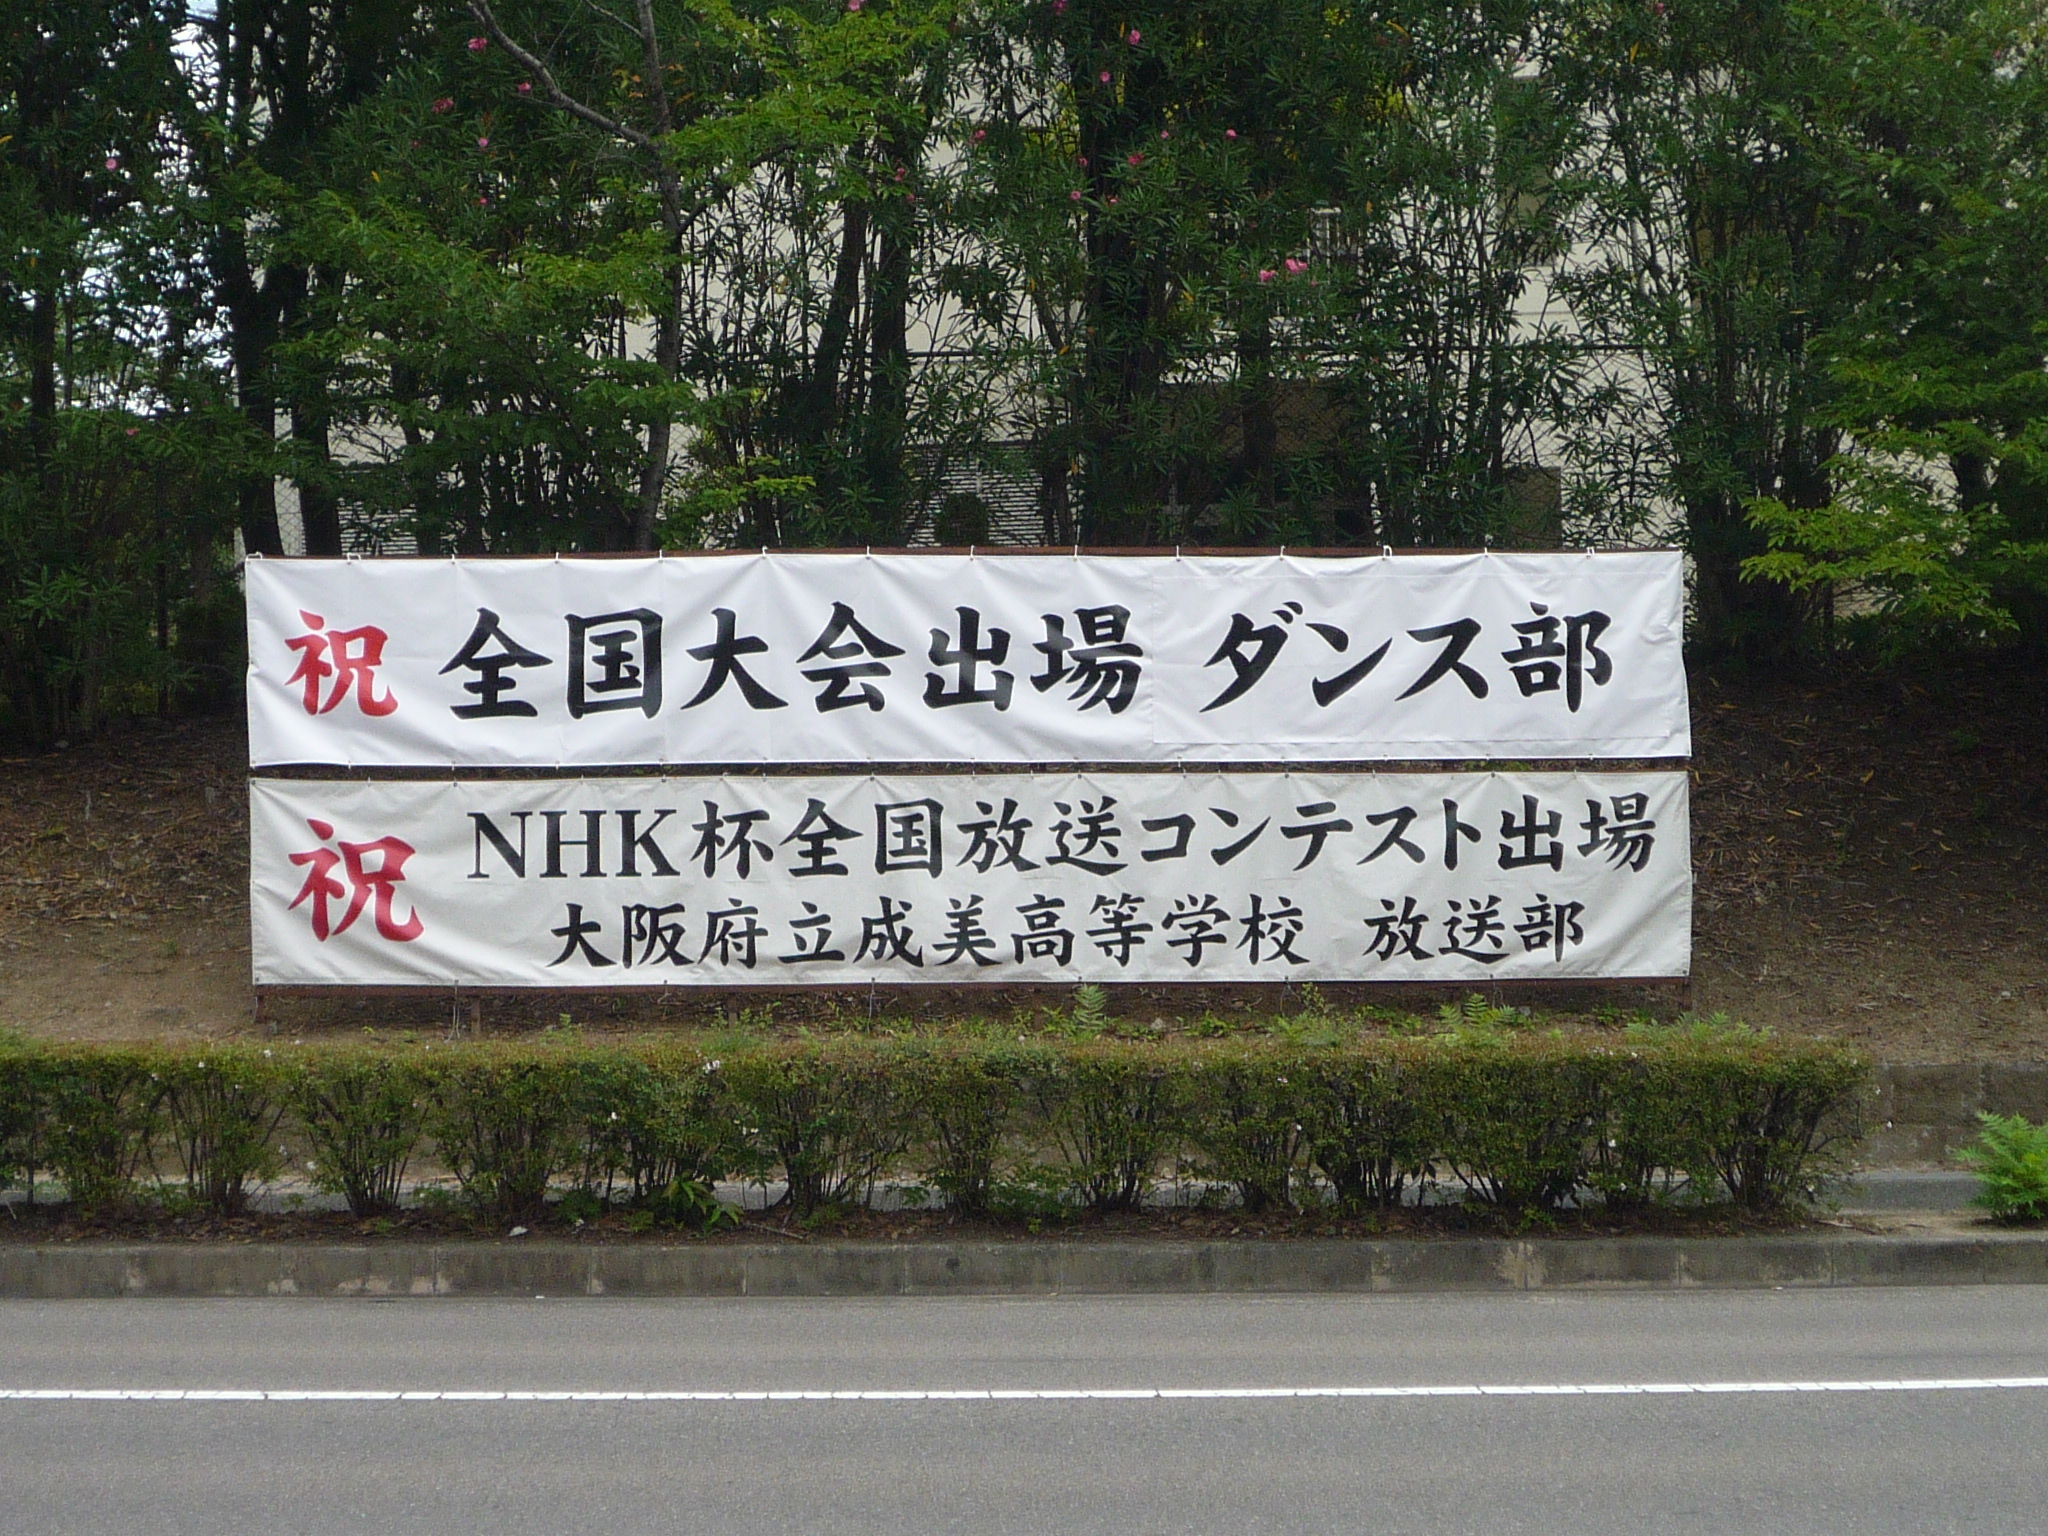 祝 全国大会出場 ダンス部
祝 NHK杯全国放送コンテスト出場
大阪府立成美高等学校 放送部